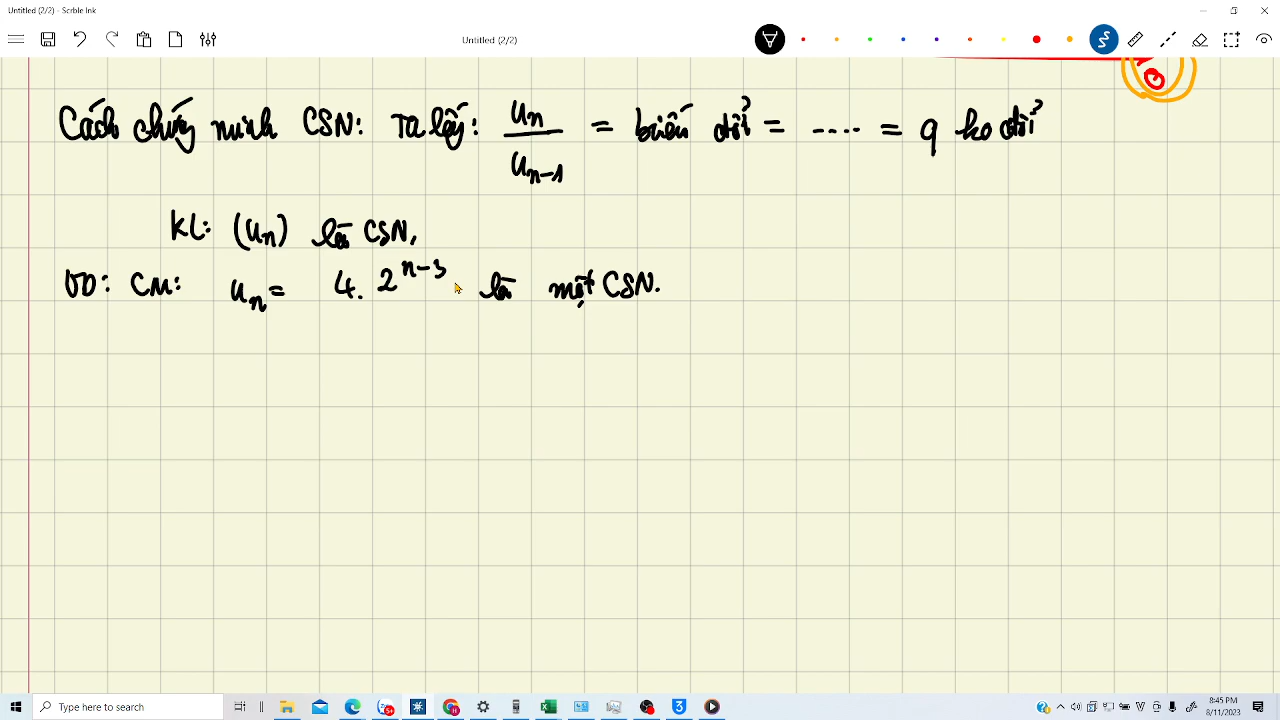 Untitled (2/2) - Scrble Ink
Untitled (2/2)
Cách chứng minh CSN: Ta lấy: uₙ / uₙ₋₁ = biến đổi = ..... = q ko đổi
KL: (uₙ) là CSN,
VD: CM: uₙ = 4. 2ⁿ⁻³ là một CSN.
Type here to search
8:45 PM
8/11/2023